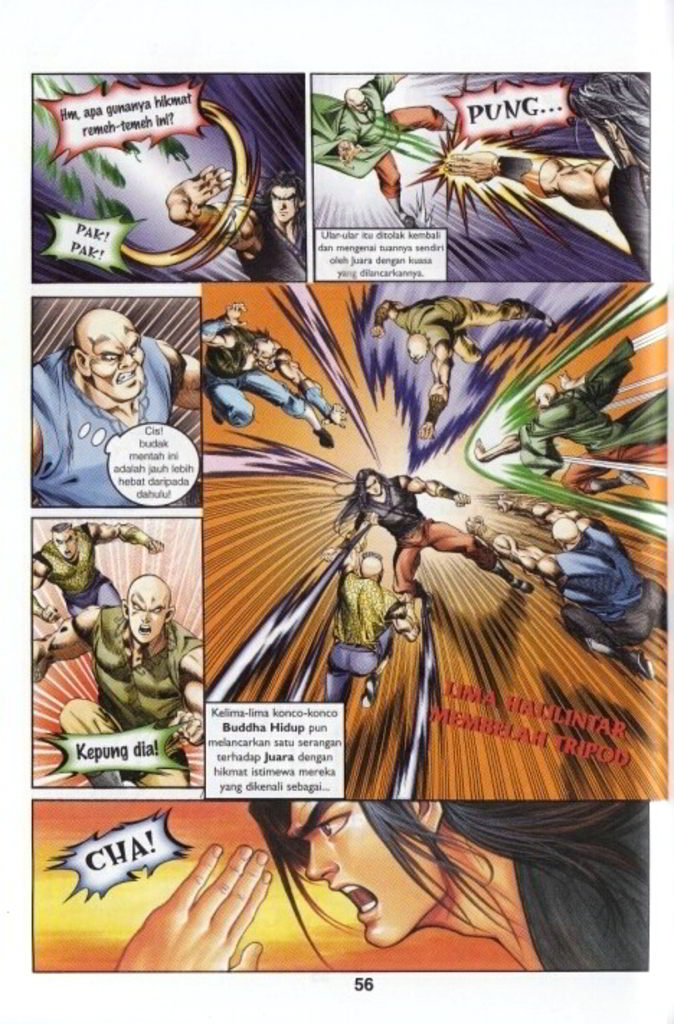 Hm, apa gunanya hikmat
remeh-temeh ini?
PAK!
PAK!
PUNG...
Ular-ular itu ditolak kembali
dan mengenai tuannya sendiri
oleh Juara dengan kuasa
yang dilancarkannya.
Cis!
budak
mentah ini
adalah jauh lebih
hebat daripada
dahulu!
Kepung dia!
Kelima-lima konco-konco
Buddha Hidup pun
melancarkan satu serangan
terhadap Juara dengan
hikmat istimewa mereka
yang dikenali sebagai...
LIMA HALILINTAR
MEMBELAH TRIPOD
CHA!
56